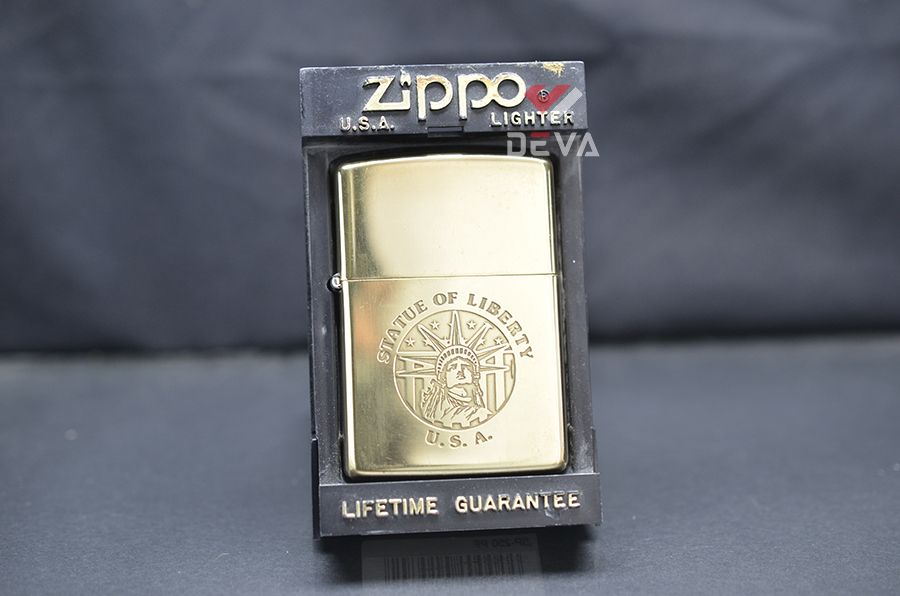 zippo ®
U.S.A. LIGHTER
DEVA
STATUE OF LIBERTY
U.S.A.
LIFETIME GUARANTEE